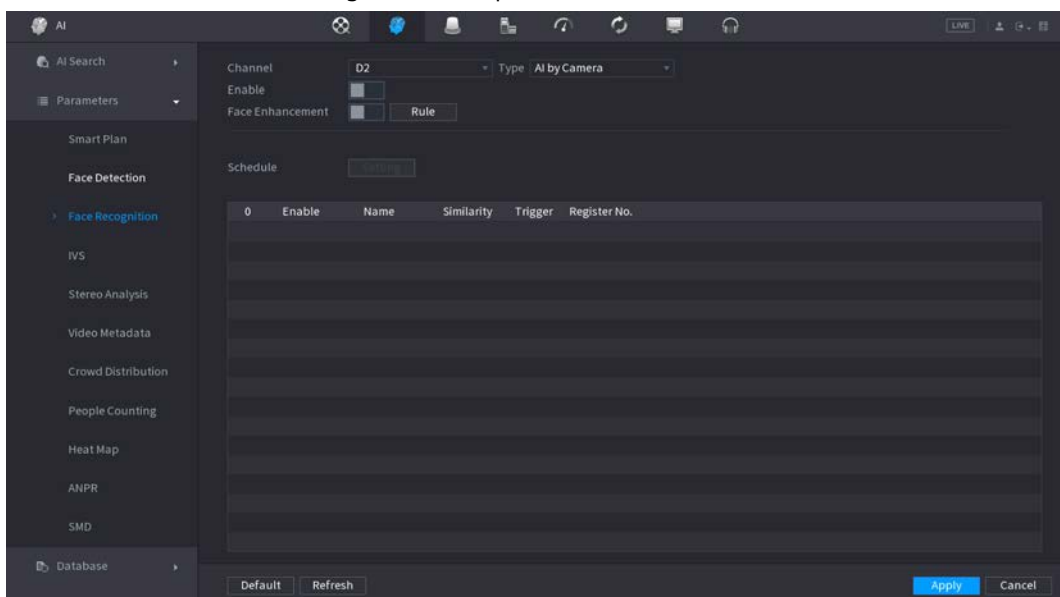 AI
LIVE
AI Search
Parameters
Smart Plan
Face Detection
Face Recognition
IVS
Stereo Analysis
Video Metadata
Crowd Distribution
People Counting
Heat Map
ANPR
SMD
Database
Channel D2 Type AI by Camera
Enable
Face Enhancement Rule
Schedule Setting
0 Enable Name Similarity Trigger Register No.
Default Refresh Apply Cancel